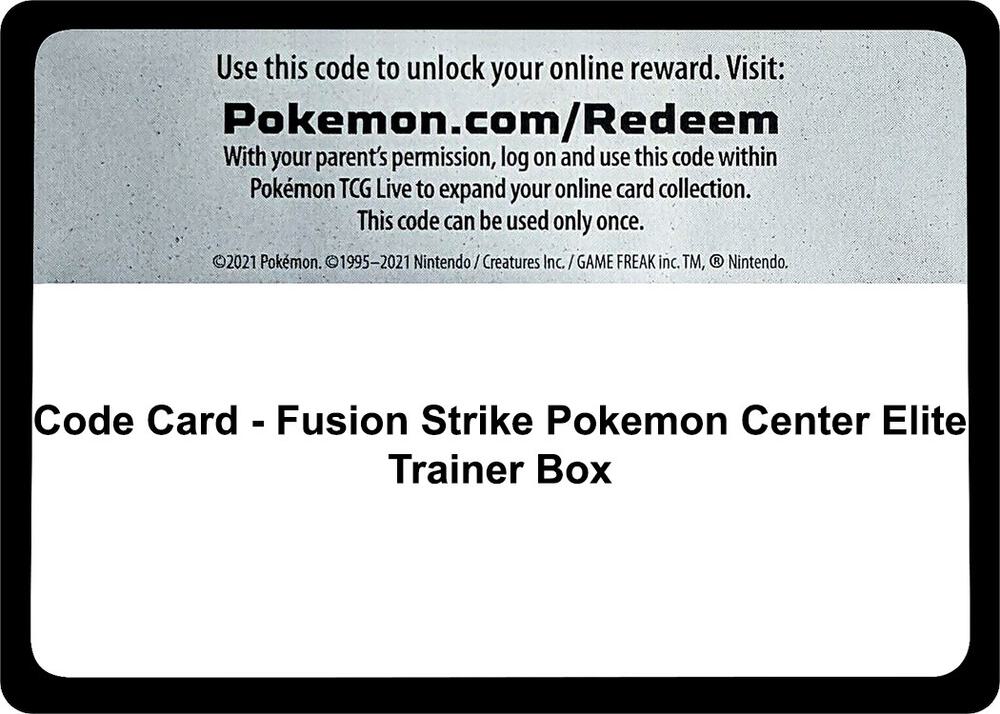 Use this code to unlock your online reward. Visit:
Pokemon.com/Redeem
With your parent's permission, log on and use this code within
Pokémon TCG Live to expand your online card collection.
This code can be used only once.
©2021 Pokémon. ©1995–2021 Nintendo / Creatures Inc. / GAME FREAK inc. TM, ® Nintendo.
Code Card - Fusion Strike Pokemon Center Elite
Trainer Box